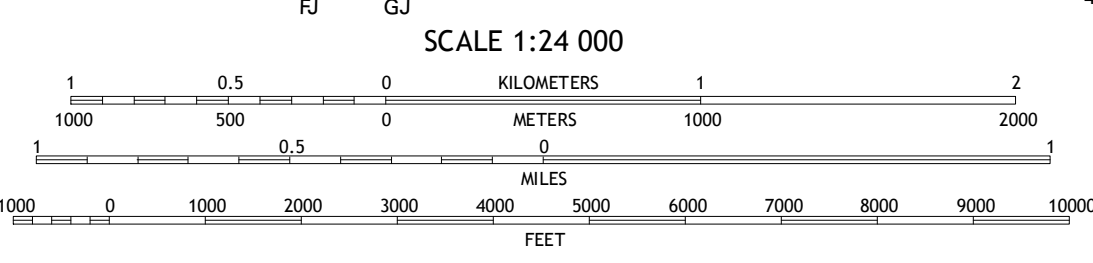 FJ GJ
SCALE 1:24 000
1 0.5 0 KILOMETERS 1 2
1000 500 0 METERS 1000 2000
1 0.5 0 1
MILES
1000 0 1000 2000 3000 4000 5000 6000 7000 8000 9000 10000
FEET